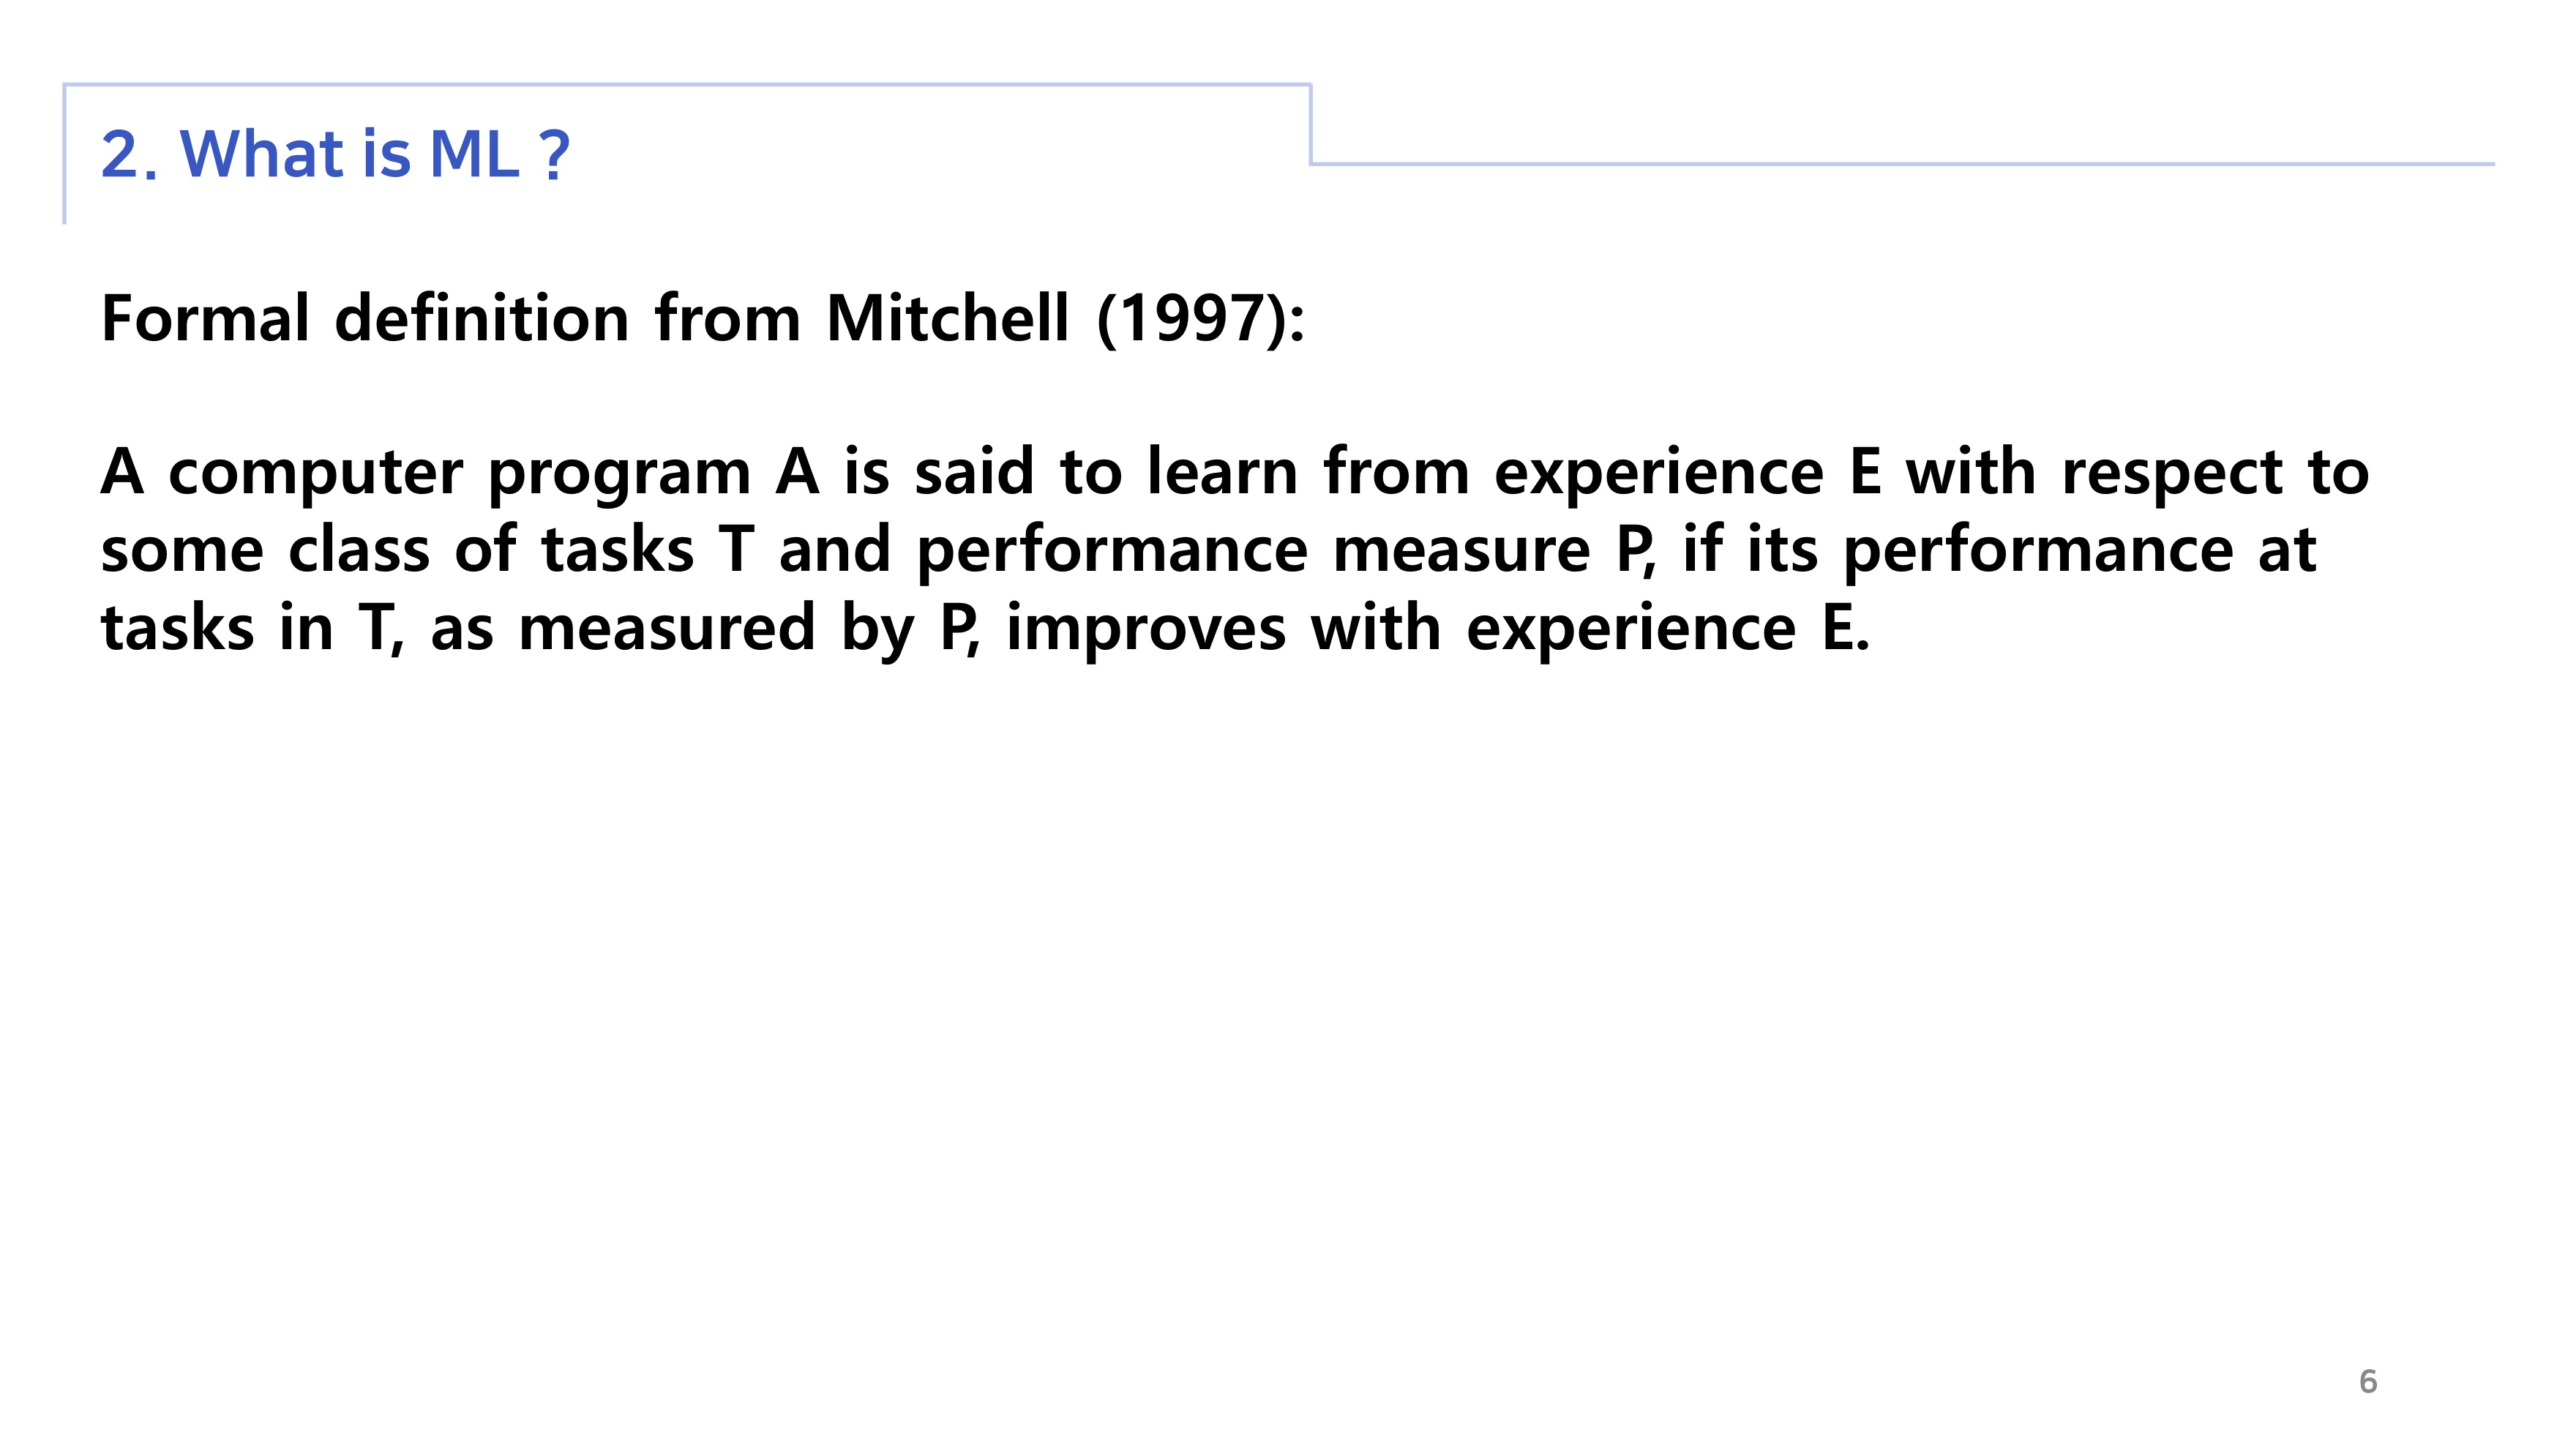 2. What is ML ?
Formal definition from Mitchell (1997):
A computer program A is said to learn from experience E with respect to
some class of tasks T and performance measure P, if its performance at
tasks in T, as measured by P, improves with experience E.
6